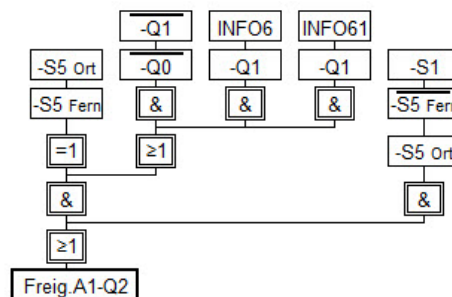 -Q1 INFO6 INFO61
-S5 Ort -Q0 -Q1 -Q1 -S1
-S5 Fern & & & -S5 Fern
=1 ≥1 -S5 Ort
& &
≥1
Freig.A1-Q2